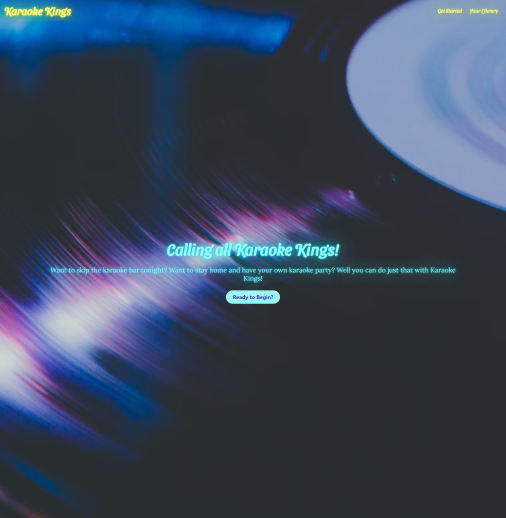 Karaoke Kings
Get Started Your Library
Calling all Karaoke Kings!
Want to skip the karaoke bar tonight? Want to stay home and have your own karaoke party? Well you can do just that with Karaoke
Kings!
Ready to Begin?